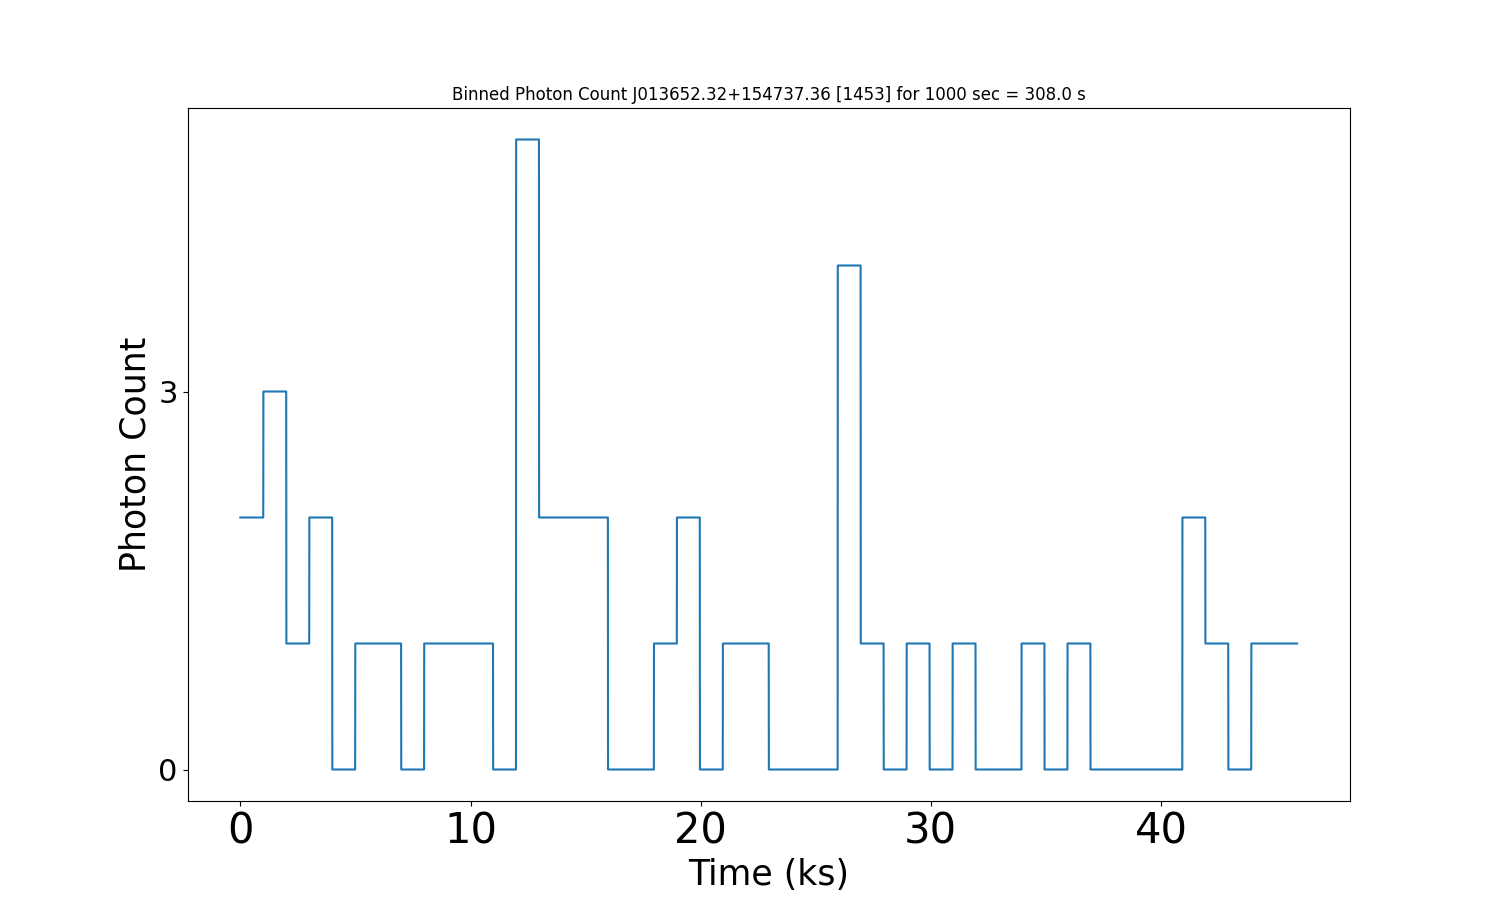 Binned Photon Count J013652.32+154737.36 [1453] for 1000 sec = 308.0 s
Photon Count
3
0
0 10 20 30 40
Time (ks)